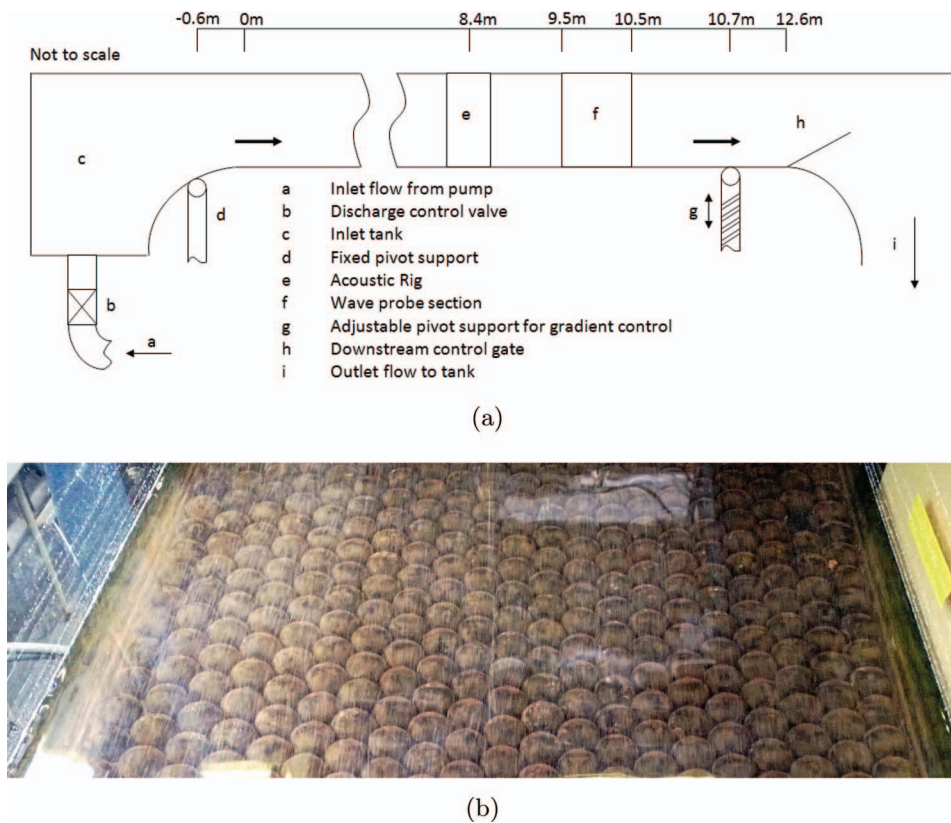 -0.6m 0m 8.4m 9.5m 10.5m 10.7m 12.6m
Not to scale
e f h
c
a Inlet flow from pump
b Discharge control valve
c Inlet tank
d Fixed pivot support
e Acoustic Rig
f Wave probe section
g Adjustable pivot support for gradient control
h Downstream control gate
i Outlet flow to tank
d
g
i
b
a
(a)
(b)